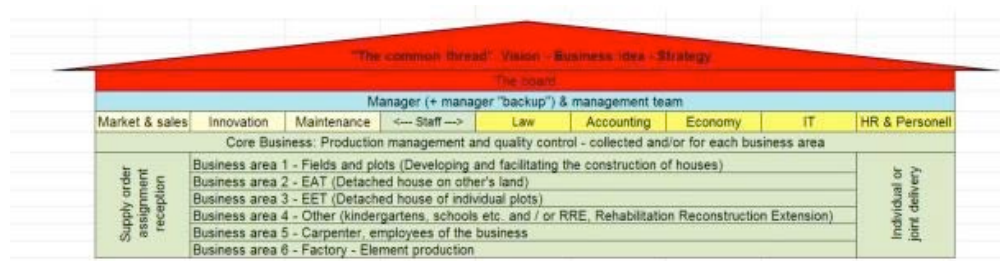 "The common thread" Vision - Business idea - Strategy
The board
Manager (+ manager "backup") & management team
Market & sales Innovation Maintenance <--- Staff ---> Law Accounting Economy IT HR & Personell
Core Business: Production management and quality control - collected and/or for each business area
Supply order
assignment
reception
Business area 1 - Fields and plots (Developing and facilitating the construction of houses)
Business area 2 - EAT (Detached house on other's land)
Business area 3 - EET (Detached house of individual plots)
Business area 4 - Other (kindergartens, schools etc. and / or RRE, Rehabilitation Reconstruction Extension)
Business area 5 - Carpenter, employees of the business
Business area 6 - Factory - Element production
Individual or
joint delivery